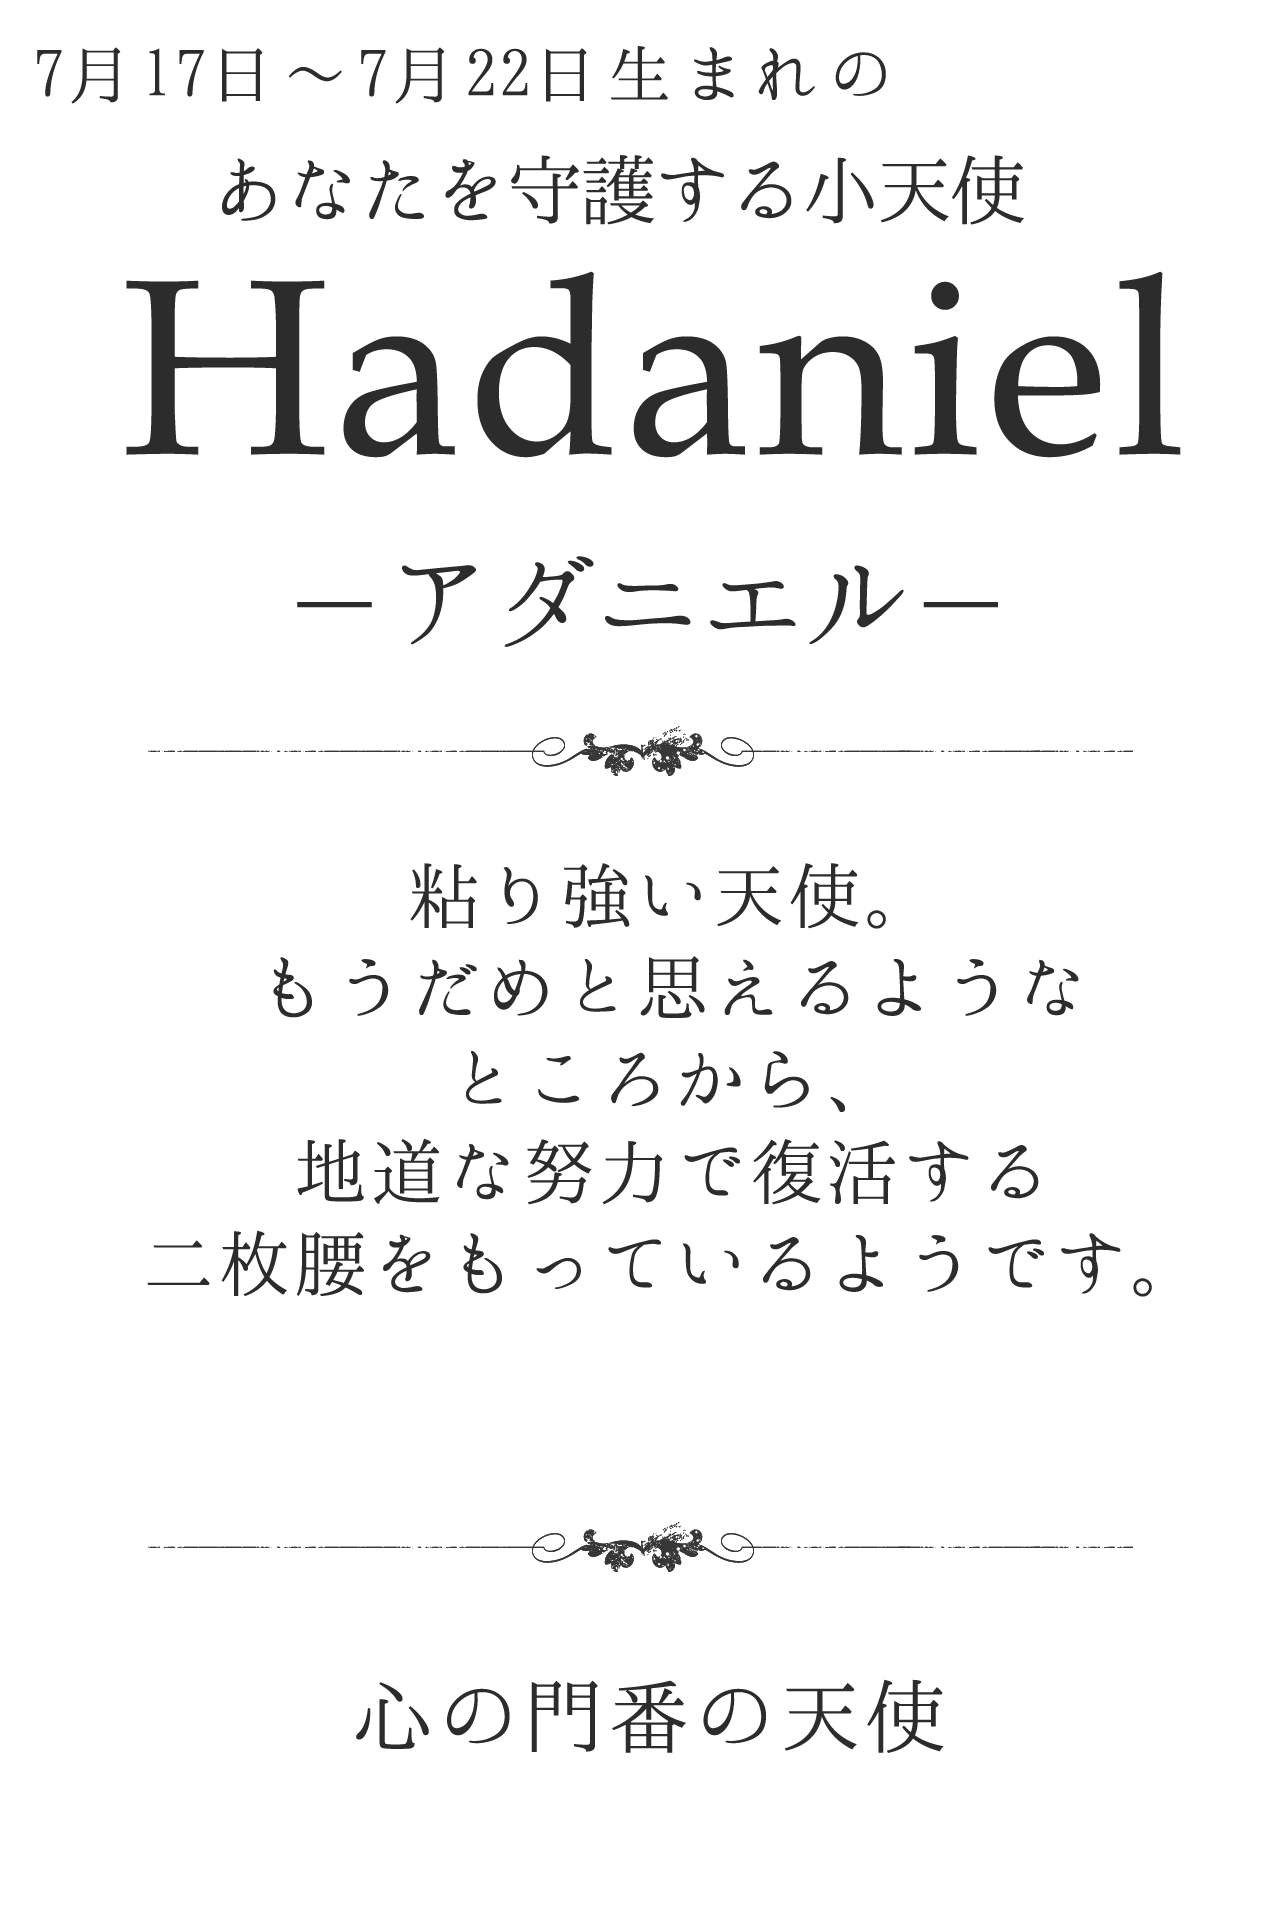 7月17日～7月22日生まれの
あなたを守護する小天使
Hadaniel
―アダニエル―
粘り強い天使。
もうだめと思えるような
ところから、
地道な努力で復活する
二枚腰をもっているようです。
心の門番の天使